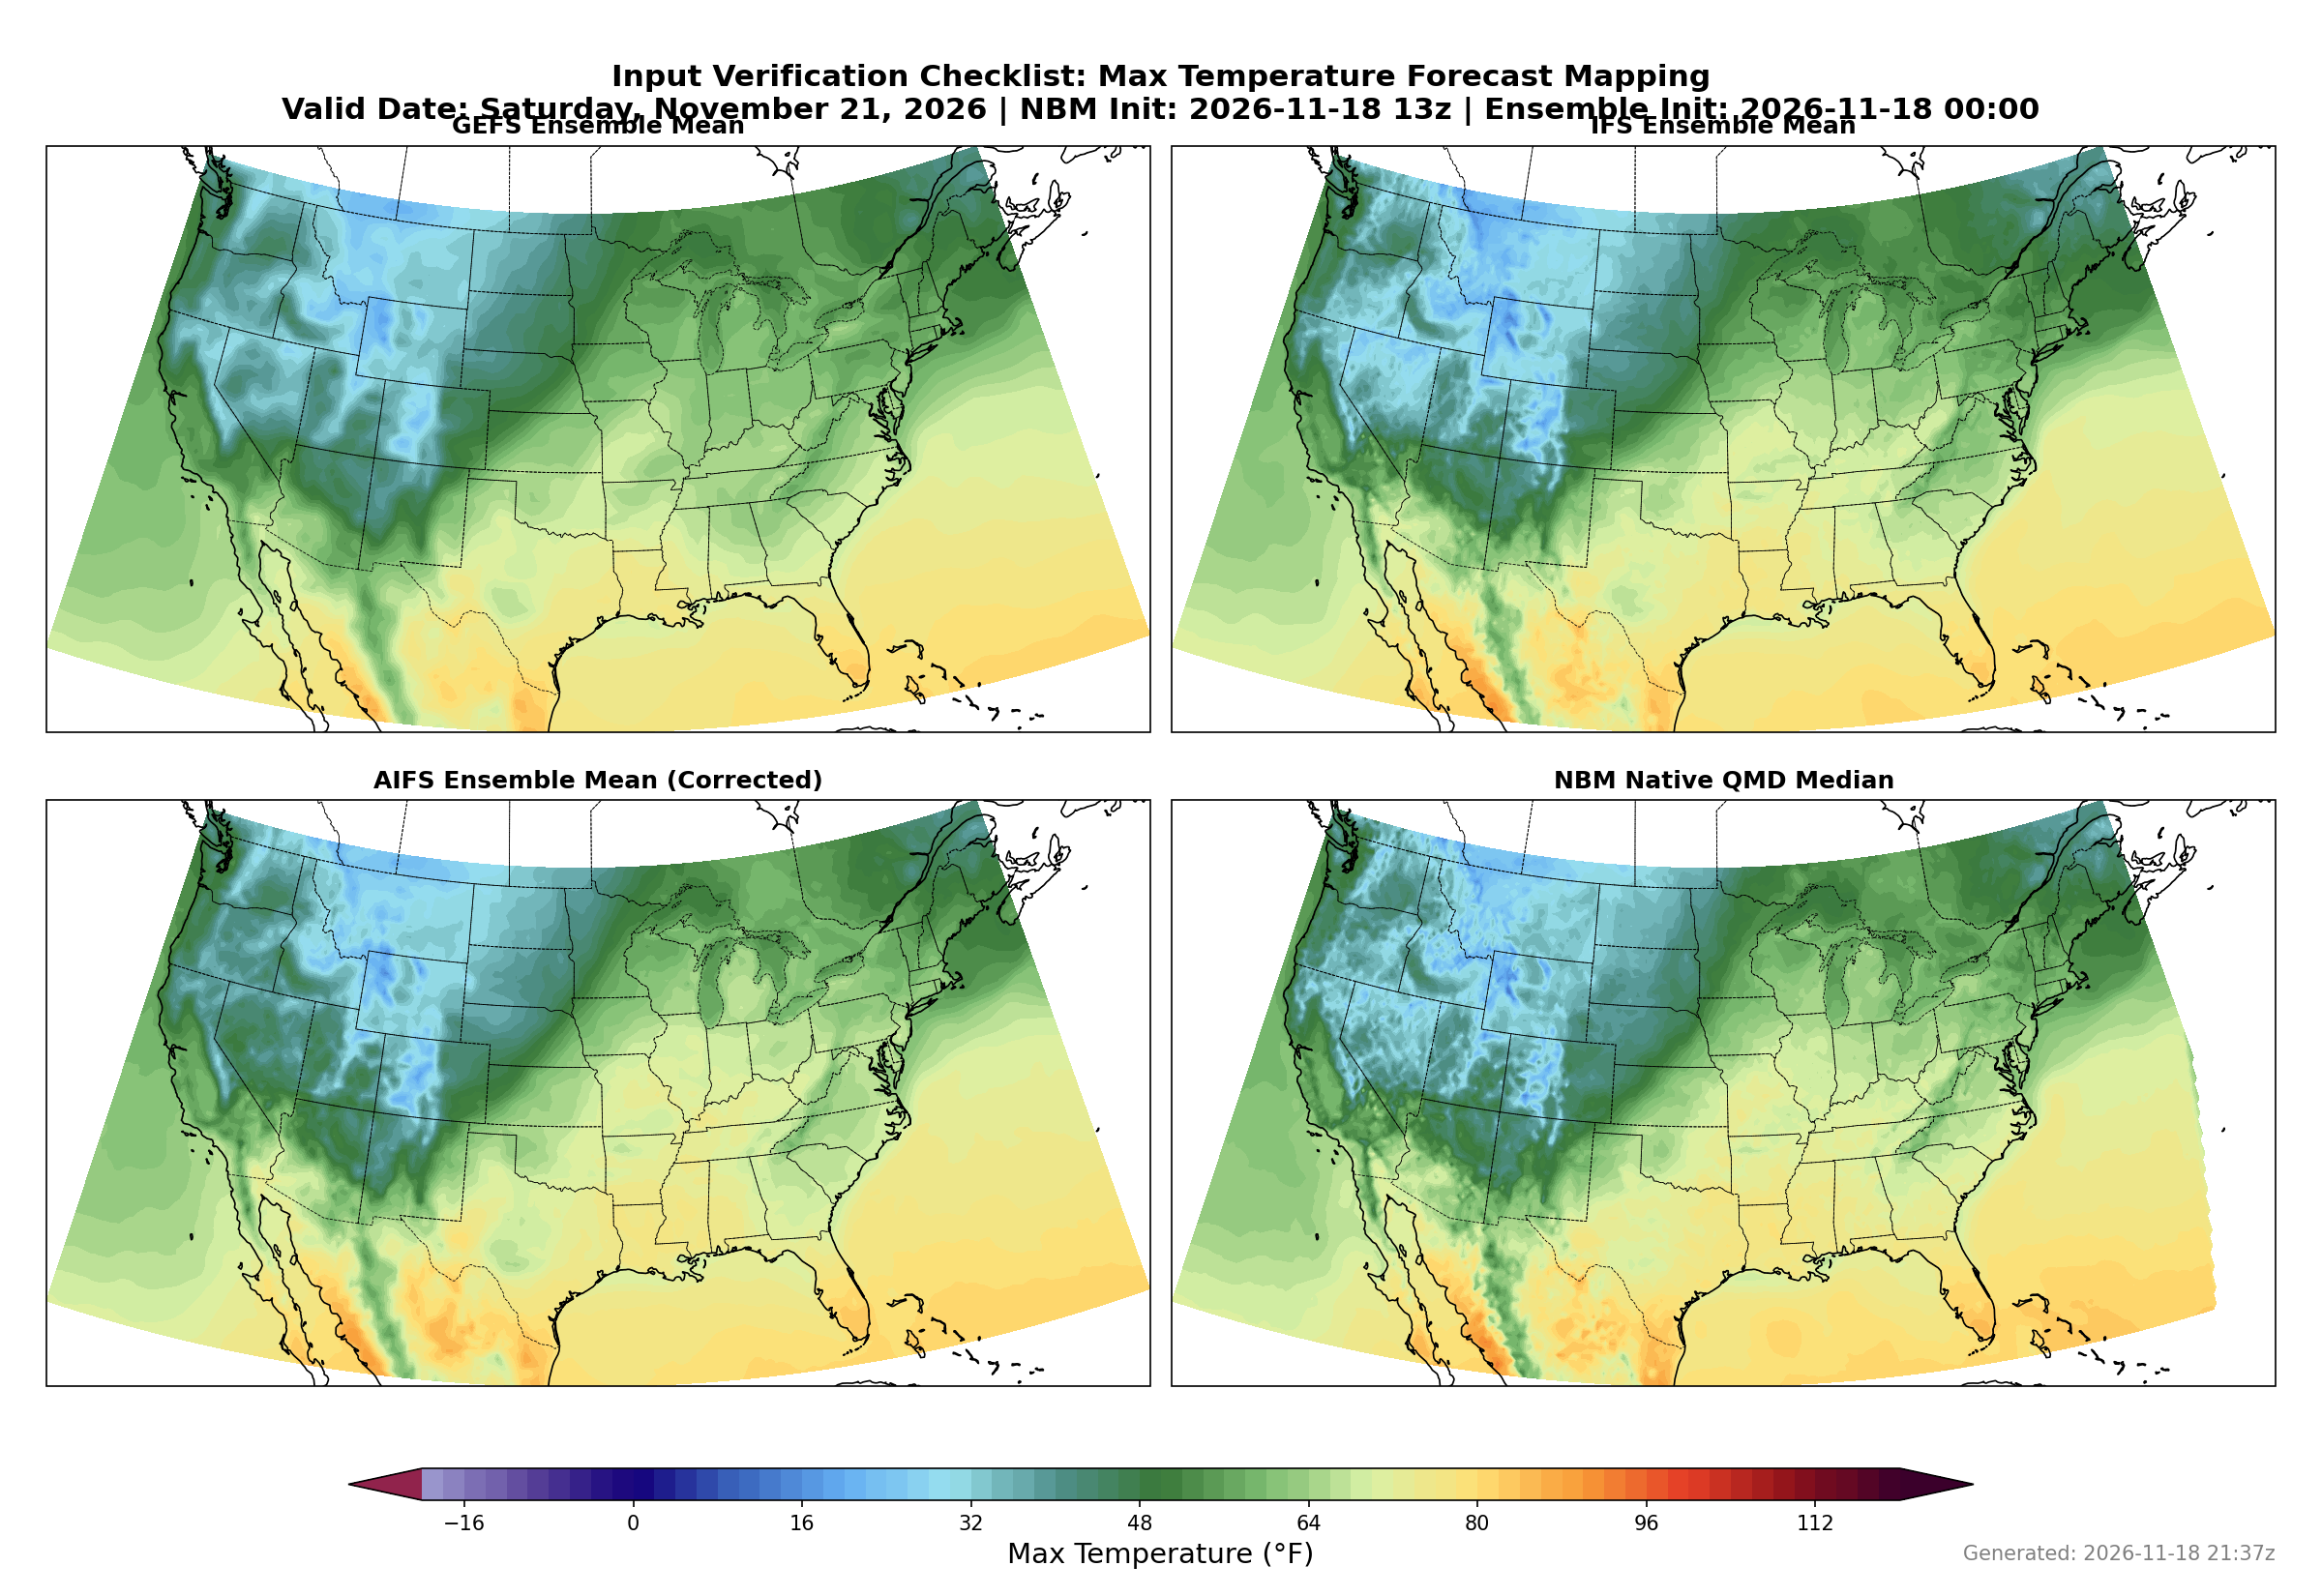 Input Verification Checklist: Max Temperature Forecast Mapping
Valid Date: Saturday, November 21, 2026 | NBM Init: 2026-11-18 13z | Ensemble Init: 2026-11-18 00:00
GEFS Ensemble Mean
IFS Ensemble Mean
AIFS Ensemble Mean (Corrected)
NBM Native QMD Median
−16 0 16 32 48 64 80 96 112
Max Temperature (°F)
Generated: 2026-11-18 21:37z